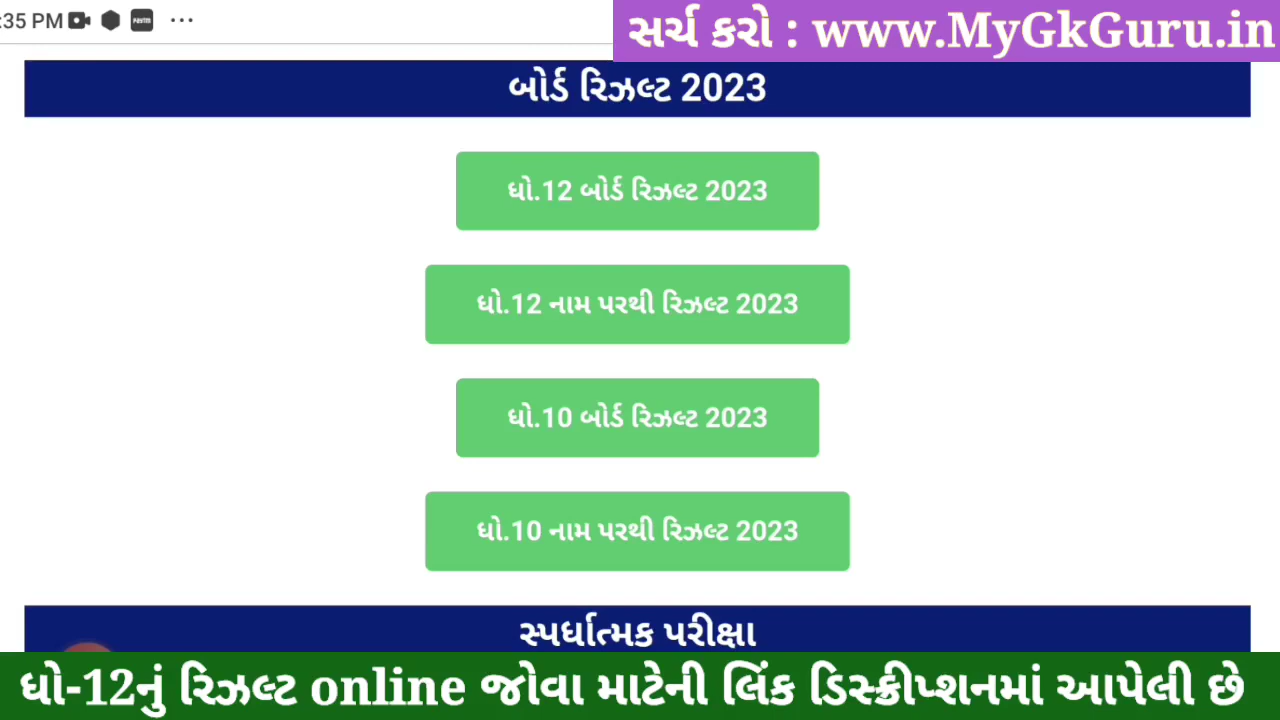 :35 PM
સર્ચ કરો : www.MyGkGuru.in
બોર્ડ રિઝલ્ટ 2023
ધો.12 બોર્ડ રિઝલ્ટ 2023
ધો.12 નામ પરથી રિઝલ્ટ 2023
ધો.10 બોર્ડ રિઝલ્ટ 2023
ધો.10 નામ પરથી રિઝલ્ટ 2023
સ્પર્ધાત્મક પરીક્ષા
ધો-12નું રિઝલ્ટ online જોવા માટેની લિંક ડિસ્ક્રીપ્શનમાં આપેલી છે